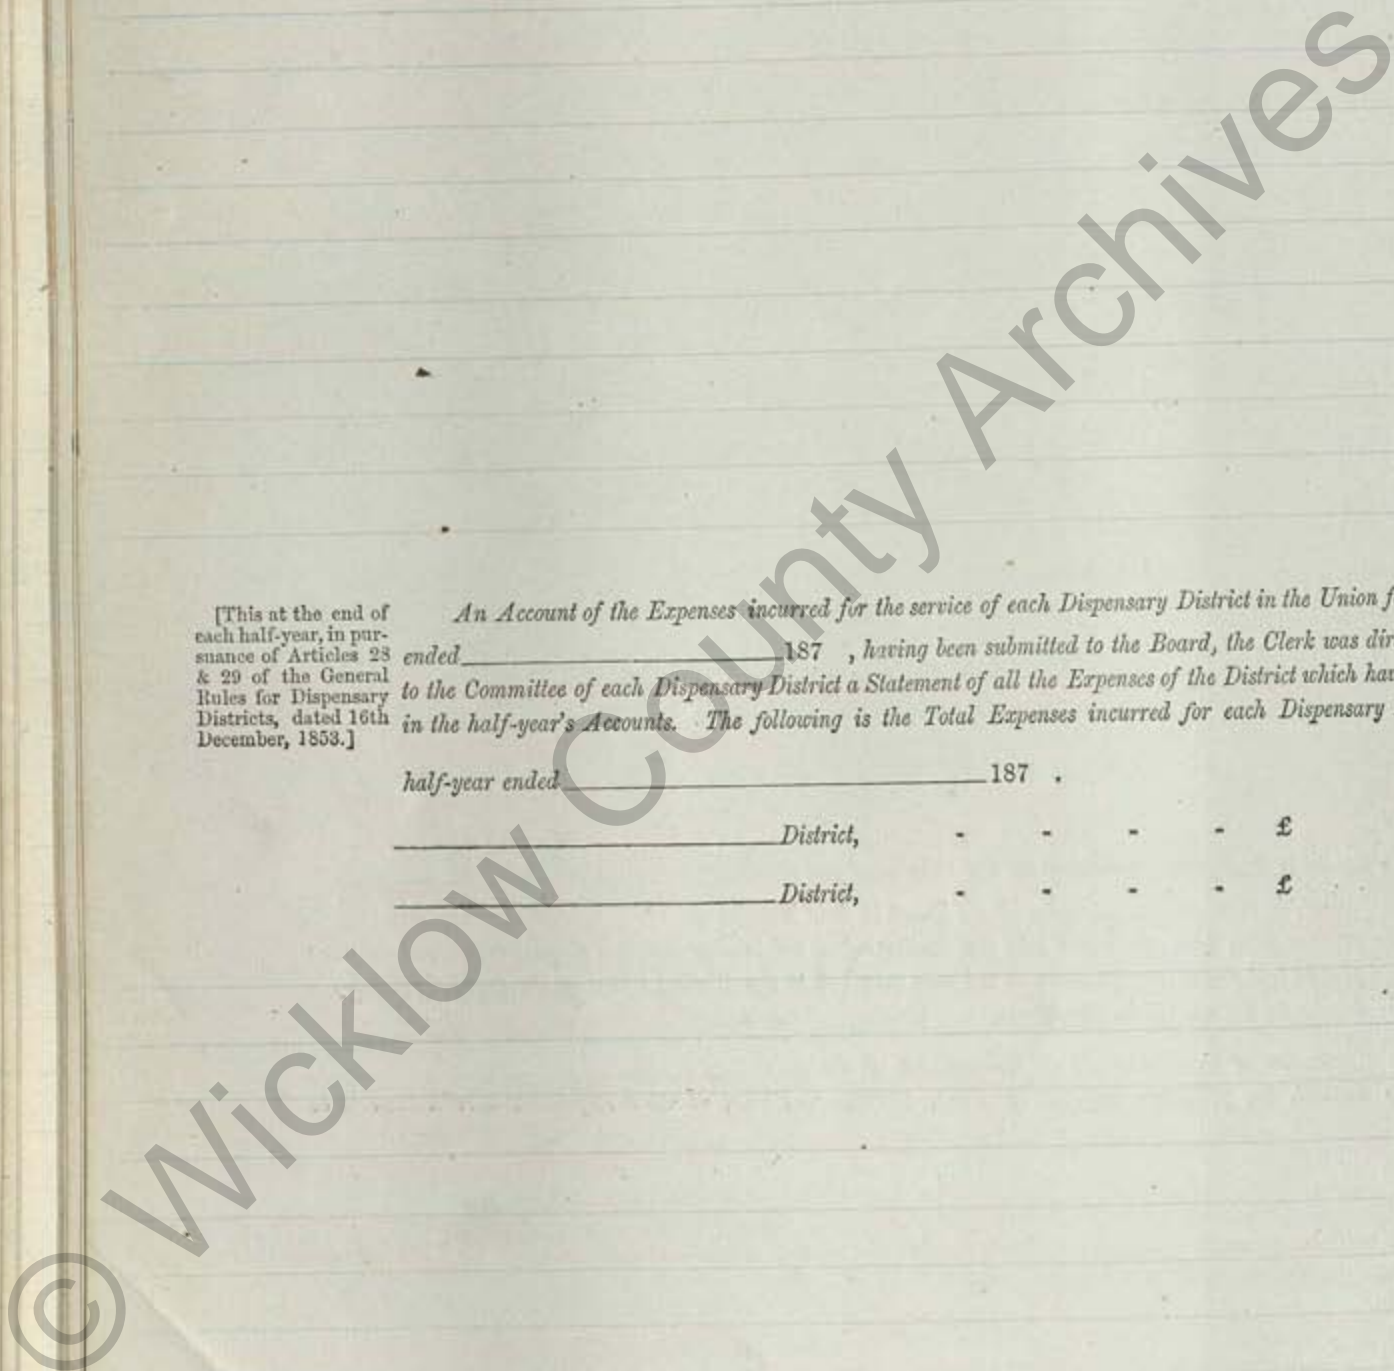 [This at the end of
each half-year, in pur-
suance of Articles 28
& 29 of the General
Rules for Dispensary
Districts, dated 16th
December, 1853.]
An Account of the Expenses incurred for the service of each Dispensary District in the Union f
ended 187 , having been submitted to the Board, the Clerk was dir
to the Committee of each Dispensary District a Statement of all the Expenses of the District which hav
in the half-year's Accounts. The following is the Total Expenses incurred for each Dispensary
half-year ended 187 .
District, - - - - £
District, - - - - £
© Wicklow County Archives